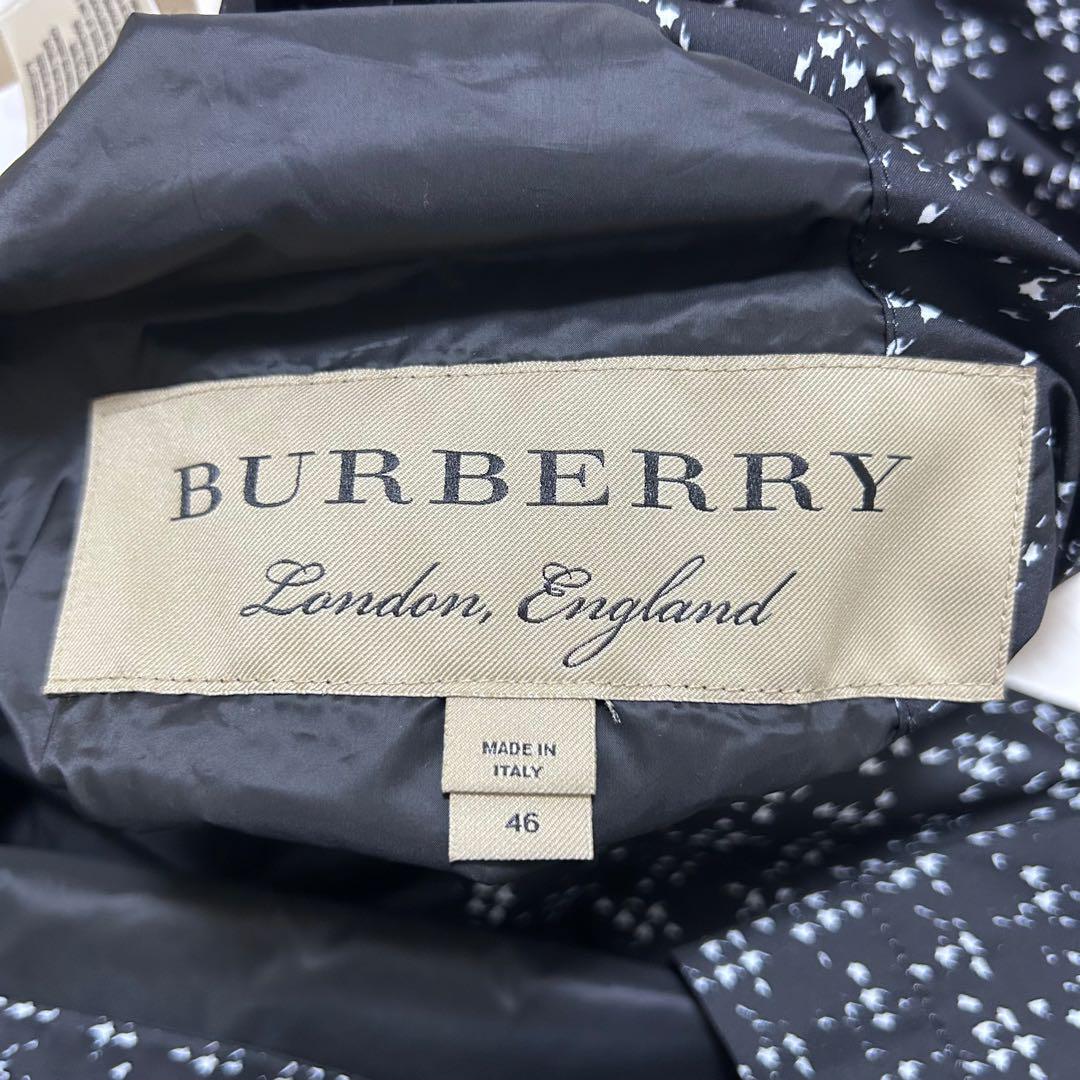 BURBERRY
London, England
MADE IN
ITALY
46